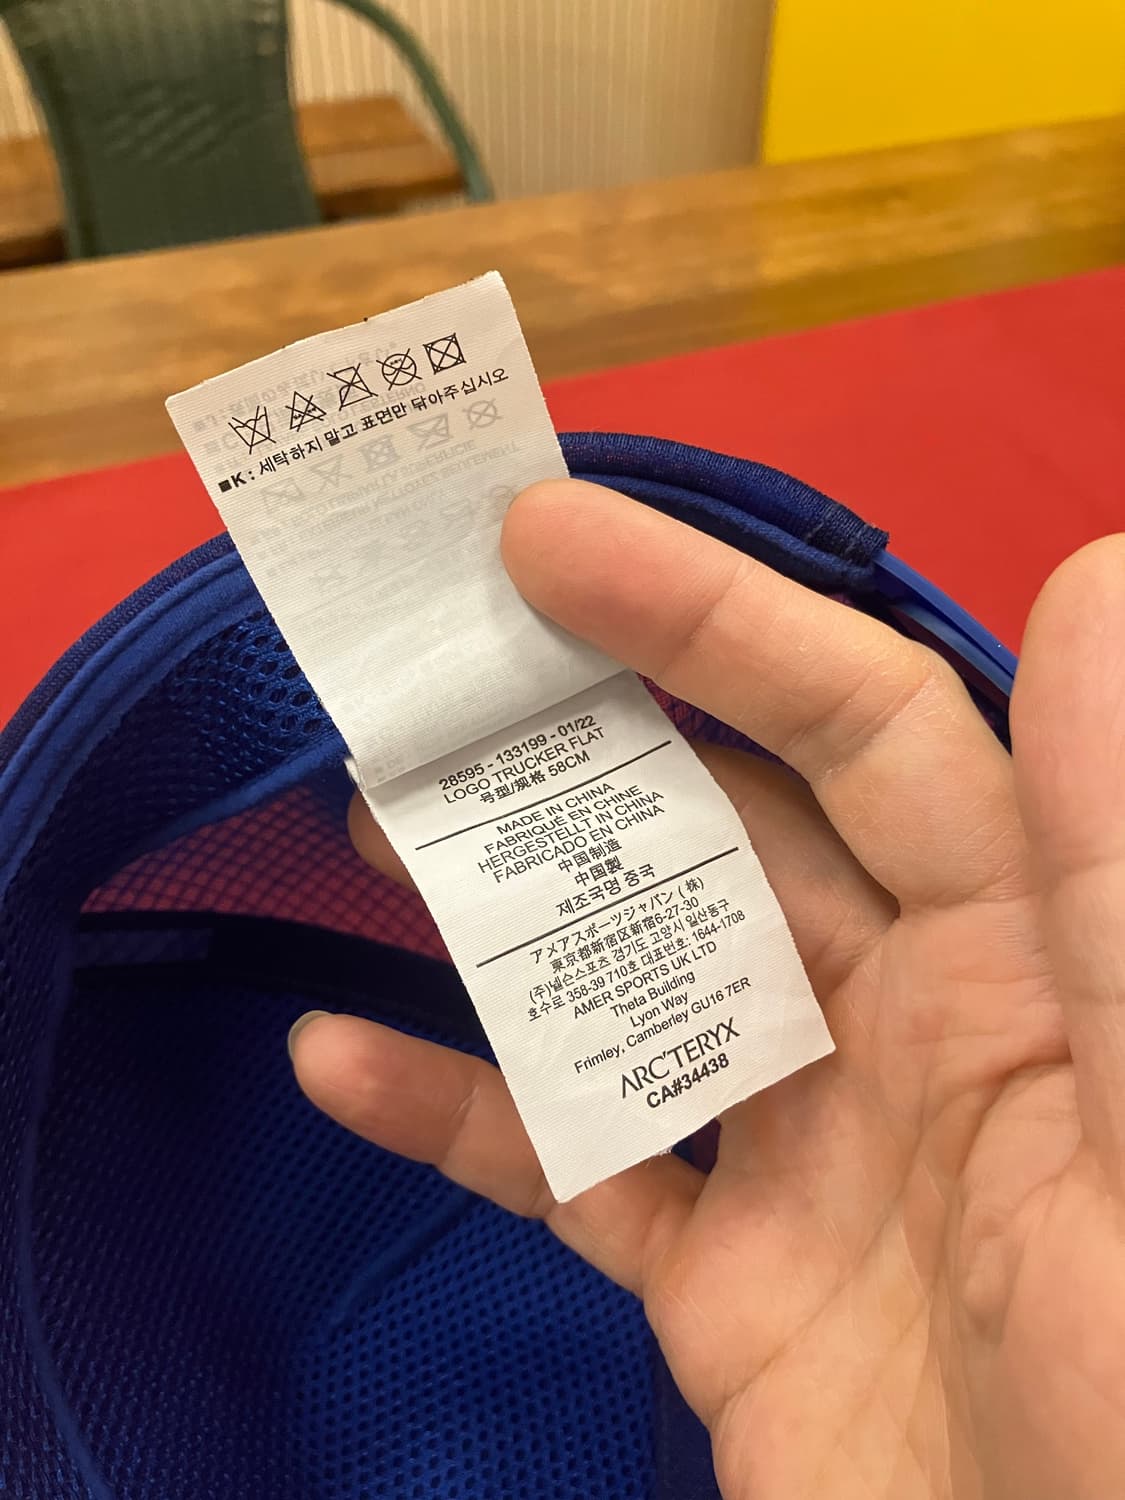 ■K : 세탁하지 말고 표면만 닦아주십시오
28595 - 133199 - 01/22
LOGO TRUCKER FLAT
号型/规格 58CM
MADE IN CHINA
FABRIQUÉ EN CHINE
HERGESTELLT IN CHINA
FABRICADO EN CHINA
中国制造
中国製
제조국명 중국
アメアスポーツジャパン ( 株)
東京都新宿区新宿6-27-30
(주)넬슨스포츠 경기도 고양시 일산동구
호수로 358-39 710호 대표번호: 1644-1708
AMER SPORTS UK LTD
Theta Building
Lyon Way
Frimley, Camberley GU16 7ER
ARC'TERYX
CA#34438